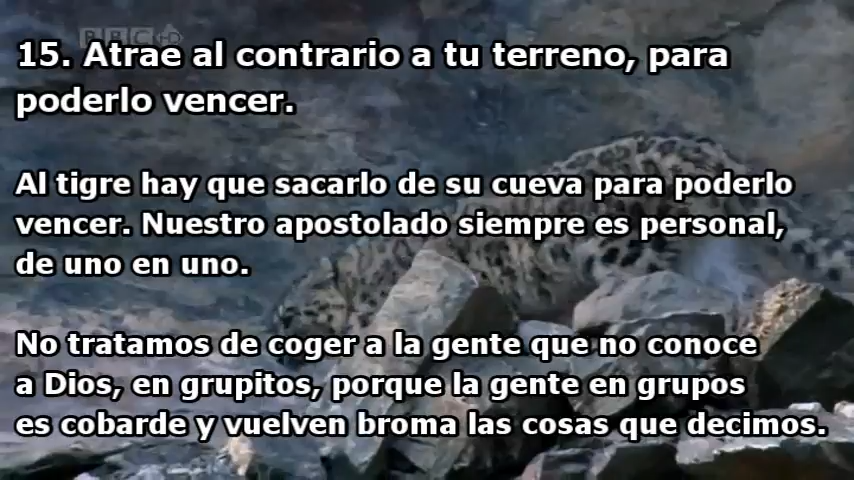 BBC HD
15. Atrae al contrario a tu terreno, para
poderlo vencer.
Al tigre hay que sacarlo de su cueva para poderlo
vencer. Nuestro apostolado siempre es personal,
de uno en uno.
No tratamos de coger a la gente que no conoce
a Dios, en grupitos, porque la gente en grupos
es cobarde y vuelven broma las cosas que decimos.